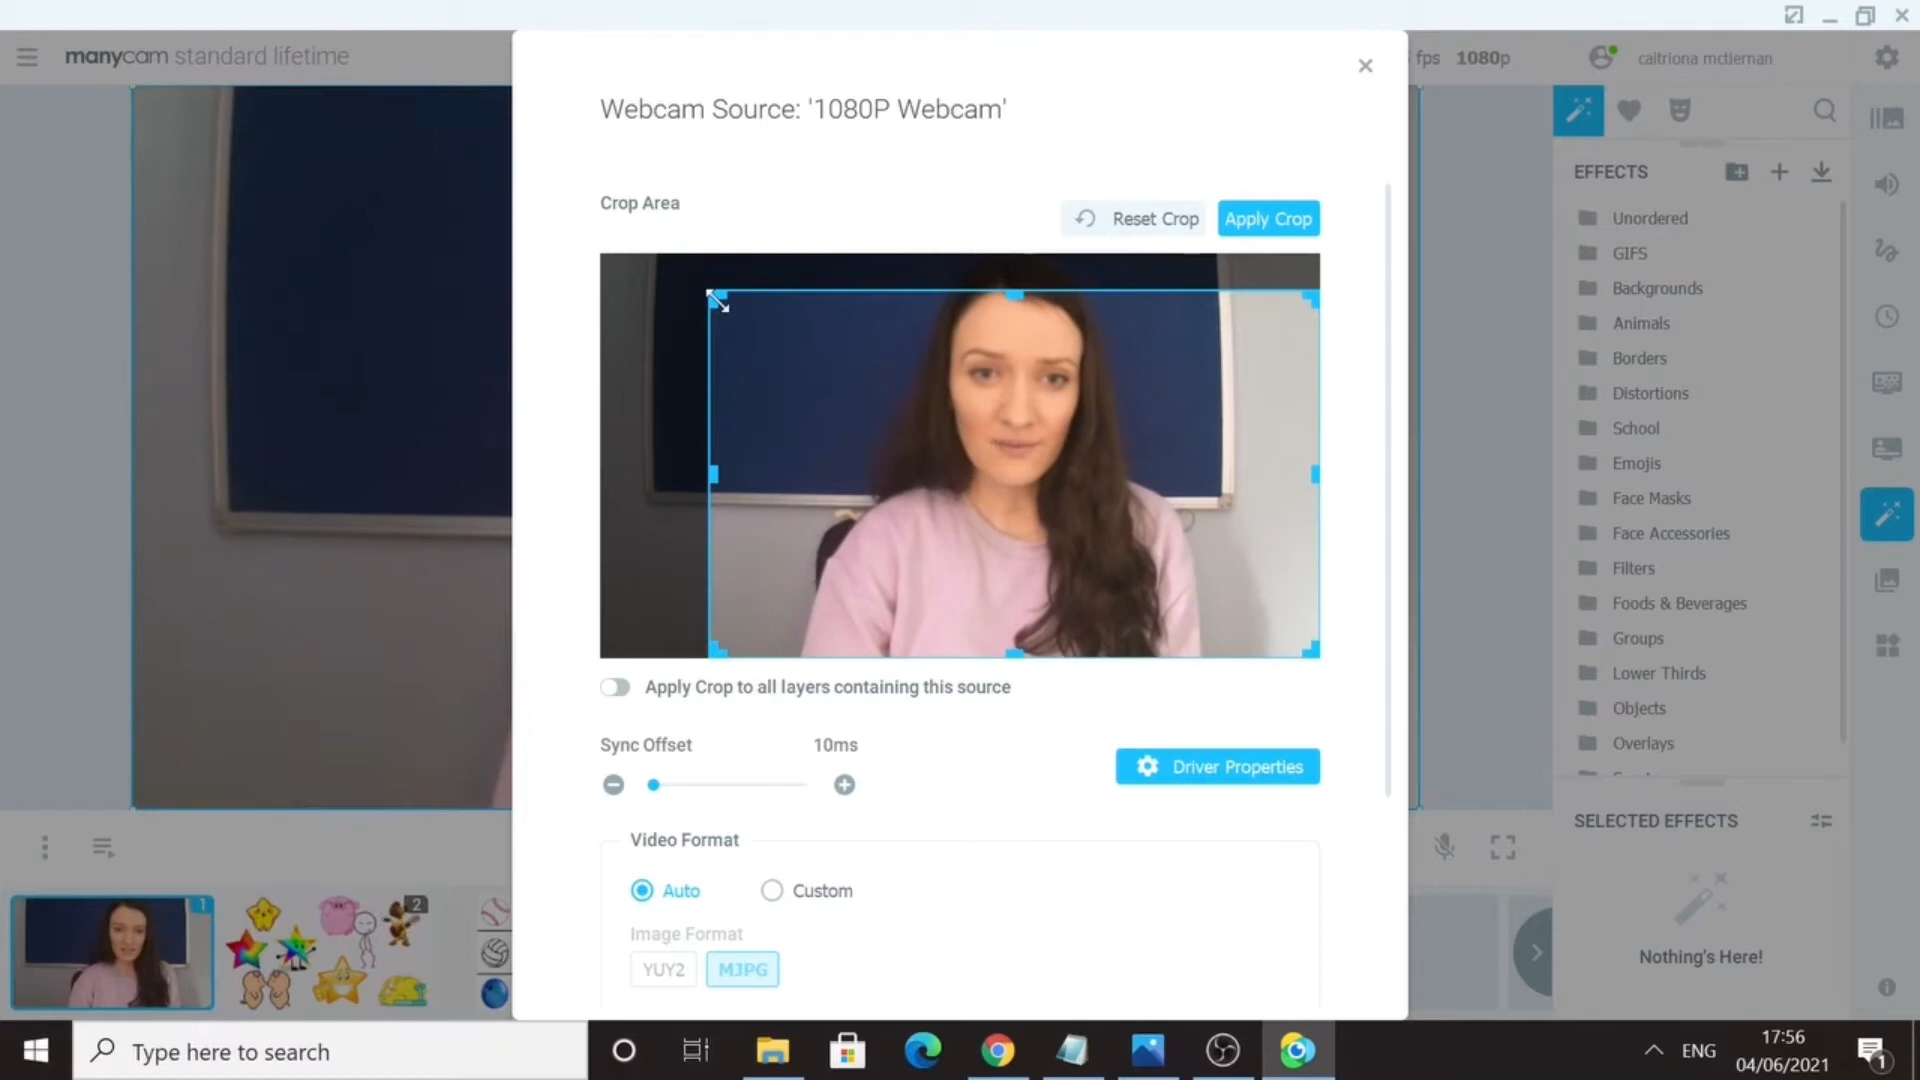 manycam standard lifetime
fps 1080p
caitriona mctiernan
Webcam Source: '1080P Webcam'
Crop Area
Reset Crop
Apply Crop
Apply Crop to all layers containing this source
Sync Offset
10ms
Driver Properties
Video Format
Auto
Custom
Image Format
YUY2
MJPG
EFFECTS
Unordered
GIFS
Backgrounds
Animals
Borders
Distortions
School
Emojis
Face Masks
Face Accessories
Filters
Foods & Beverages
Groups
Lower Thirds
Objects
Overlays
SELECTED EFFECTS
Nothing's Here!
1
2
Type here to search
ENG
17:56
04/06/2021
1